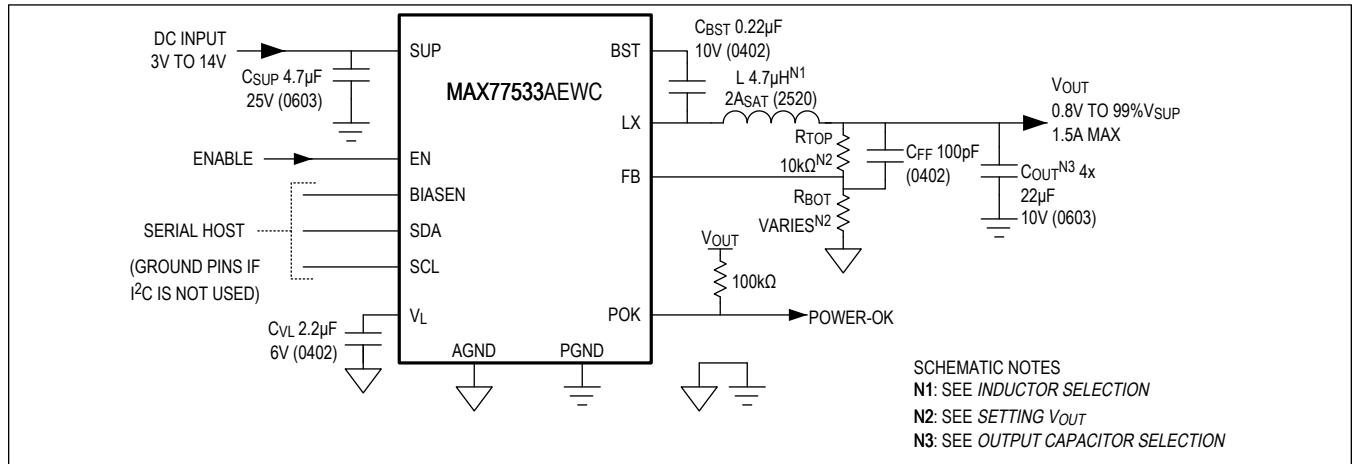 DC INPUT
3V TO 14V
CSUP 4.7µF
25V (0603)
ENABLE
SERIAL HOST
(GROUND PINS IF
I2C IS NOT USED)
CVL 2.2µF
6V (0402)
SUP
MAX77533AEWC
EN
BIASEN
SDA
SCL
VL
AGND
PGND
BST
LX
FB
POK
CBST 0.22µF
10V (0402)
L 4.7µHN1
2ASAT (2520)
RTOP
10kΩN2
CFF 100pF
(0402)
RBOT
VARIESN2
VOUT
0.8V TO 99%VSUP
1.5A MAX
COUTN3 4x
22µF
10V (0603)
VOUT
100kΩ
POWER-OK
SCHEMATIC NOTES
N1: SEE INDUCTOR SELECTION
N2: SEE SETTING VOUT
N3: SEE OUTPUT CAPACITOR SELECTION